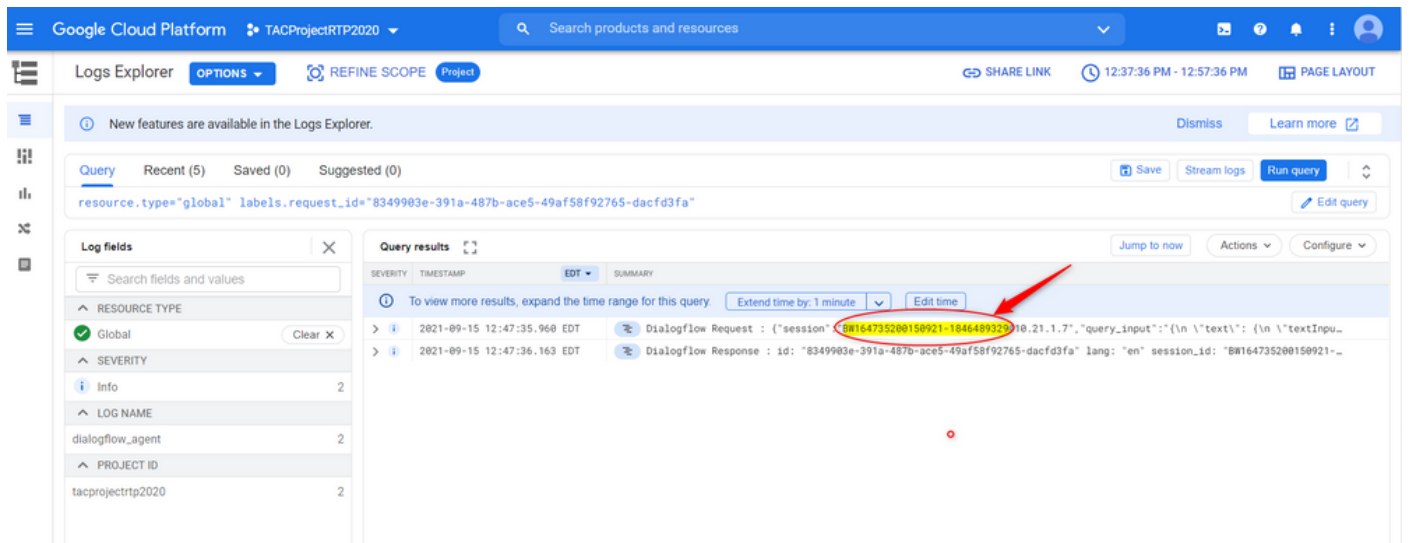 Google Cloud Platform TACProjectRTP2020 Search products and resources
Logs Explorer OPTIONS REFINE SCOPE Project SHARE LINK 12:37:36 PM - 12:57:36 PM PAGE LAYOUT
New features are available in the Logs Explorer. Dismiss Learn more
Query Recent (5) Saved (0) Suggested (0) Save Stream logs Run query
resource.type="global" labels.request_id="8349903e-391a-487b-ace5-49af58f92765-dacfd3fa" Edit query
Log fields Query results Jump to now Actions Configure
Search fields and values SEVERITY TIMESTAMP EDT SUMMARY
To view more results, expand the time range for this query. Extend time by: 1 minute Edit time
RESOURCE TYPE
Global Clear X 2021-09-15 12:47:35.960 EDT Dialogflow Request : {"session":"BW164735200150921-1846489329@10.21.1.7","query_input":"{\n \"text\": {\n \"textInpu…
2021-09-15 12:47:36.163 EDT Dialogflow Response : id: "8349903e-391a-487b-ace5-49af58f92765-dacfd3fa" lang: "en" session_id: "BW164735200150921-…
SEVERITY
Info 2
LOG NAME
dialogflow_agent 2
PROJECT ID
tacprojectrtp2020 2